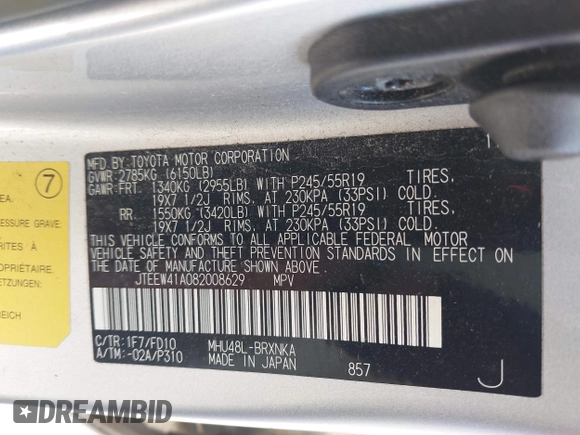 7
EA.
ESSURE GRAVE.
RITES À
OPRIÉTAIRE.
REICH
MFD. BY: TOYOTA MOTOR CORPORATION
GVWR: 2785KG (6150LB)
GAWR: FRT. 1340KG (2955LB) WITH P245/55R19 TIRES,
19X7 1/2J RIMS, AT 230KPA (33PSI) COLD.
RR. 1550KG (3420LB) WITH P245/55R19 TIRES,
19X7 1/2J RIMS, AT 230KPA (33PSI) COLD.
THIS VEHICLE CONFORMS TO ALL APPLICABLE FEDERAL MOTOR
VEHICLE SAFETY AND THEFT PREVENTION STANDARDS IN EFFECT ON
THE DATE OF MANUFACTURE SHOWN ABOVE.
JTEEW41A082008629 MPV
C/TR: 1F7/FD10 MHU48L-BRXNKA
A/TM: -02A/P310 MADE IN JAPAN 857
J
DREAMBID